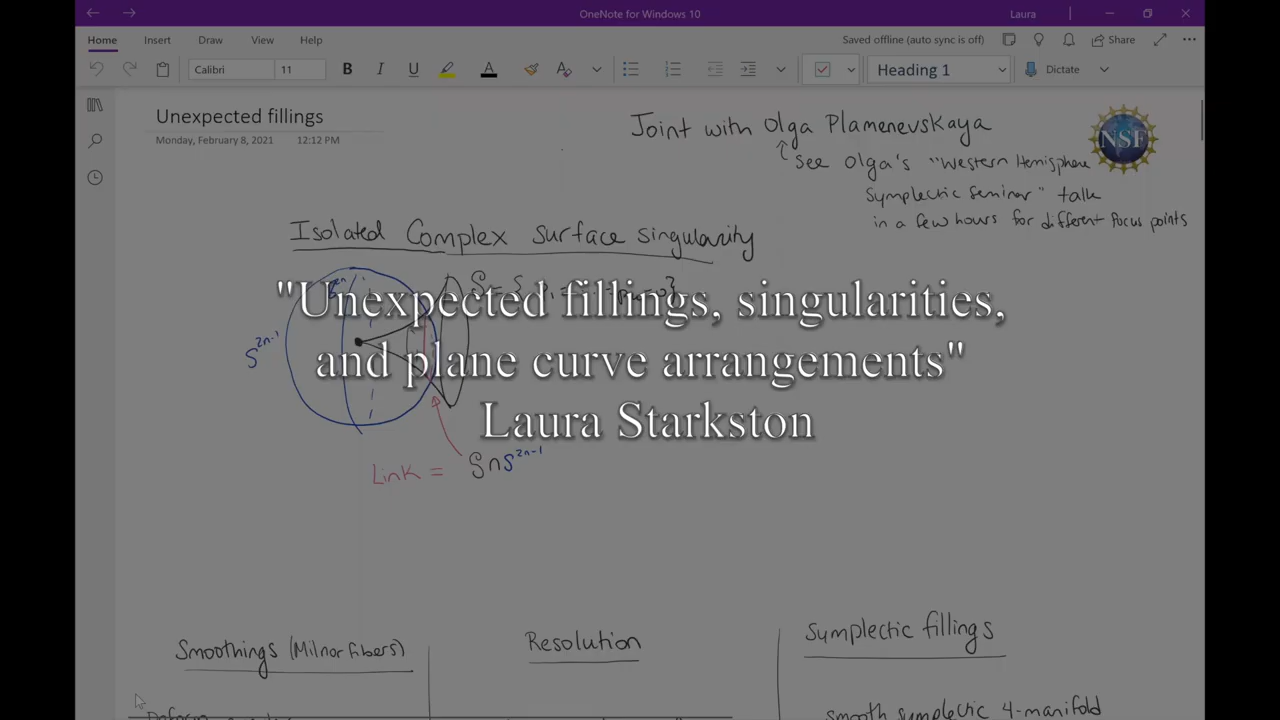 OneNote for Windows 10
Laura
Home Insert Draw View Help
Saved offline (auto sync is off)
Share
Calibri 11 B I U A Heading 1 Dictate
Unexpected fillings
Monday, February 8, 2021 12:12 PM
Joint with Olga Plamenevskaya
NSF
See Olga's "Western Hemisphere
Symplectic Seminar" talk
in a few hours for different focus points
Isolated Complex Surface Singularity
"Unexpected fillings, singularities,
and plane curve arrangements"
Laura Starkston
S²ⁿ⁻¹
Link = S∩S²ⁿ⁻¹
Smoothings (Milnor fibers)
Resolution
Symplectic fillings
smooth symplectic 4-manifold